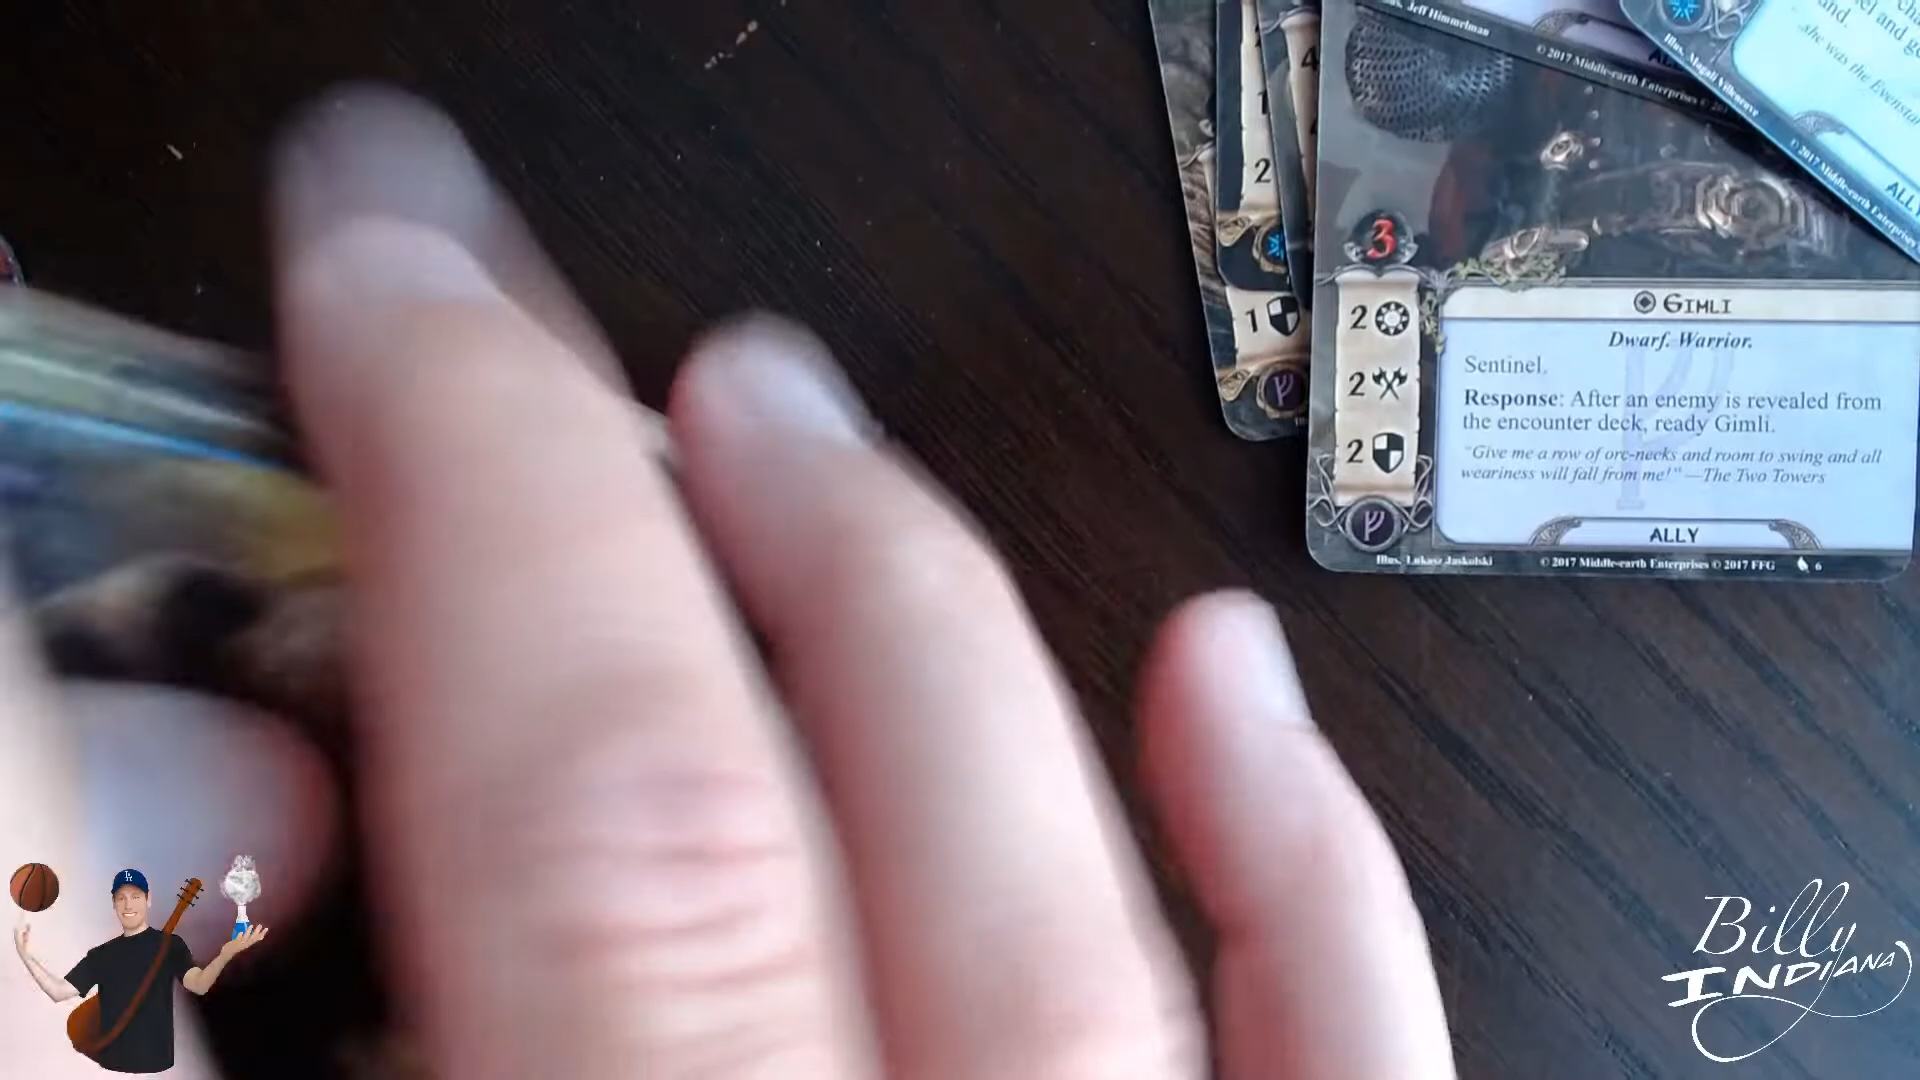 Jeff Himmelman
© 2017 Middle-earth Enterprises ©
and.
she was the Evenstar
Illus. Magali Villeneuve
© 2017 Middle-earth Enterprises
ALLY
4
1
2
1
3
2
2
2
GIMLI
Dwarf. Warrior.
Sentinel.
Response: After an enemy is revealed from
the encounter deck, ready Gimli.
"Give me a row of orc-necks and room to swing and all
weariness will fall from me!" —The Two Towers
ALLY
Illus. Lukasz Jaskolski
© 2017 Middle-earth Enterprises © 2017 FFG
6
LA
Billy
INDIANA